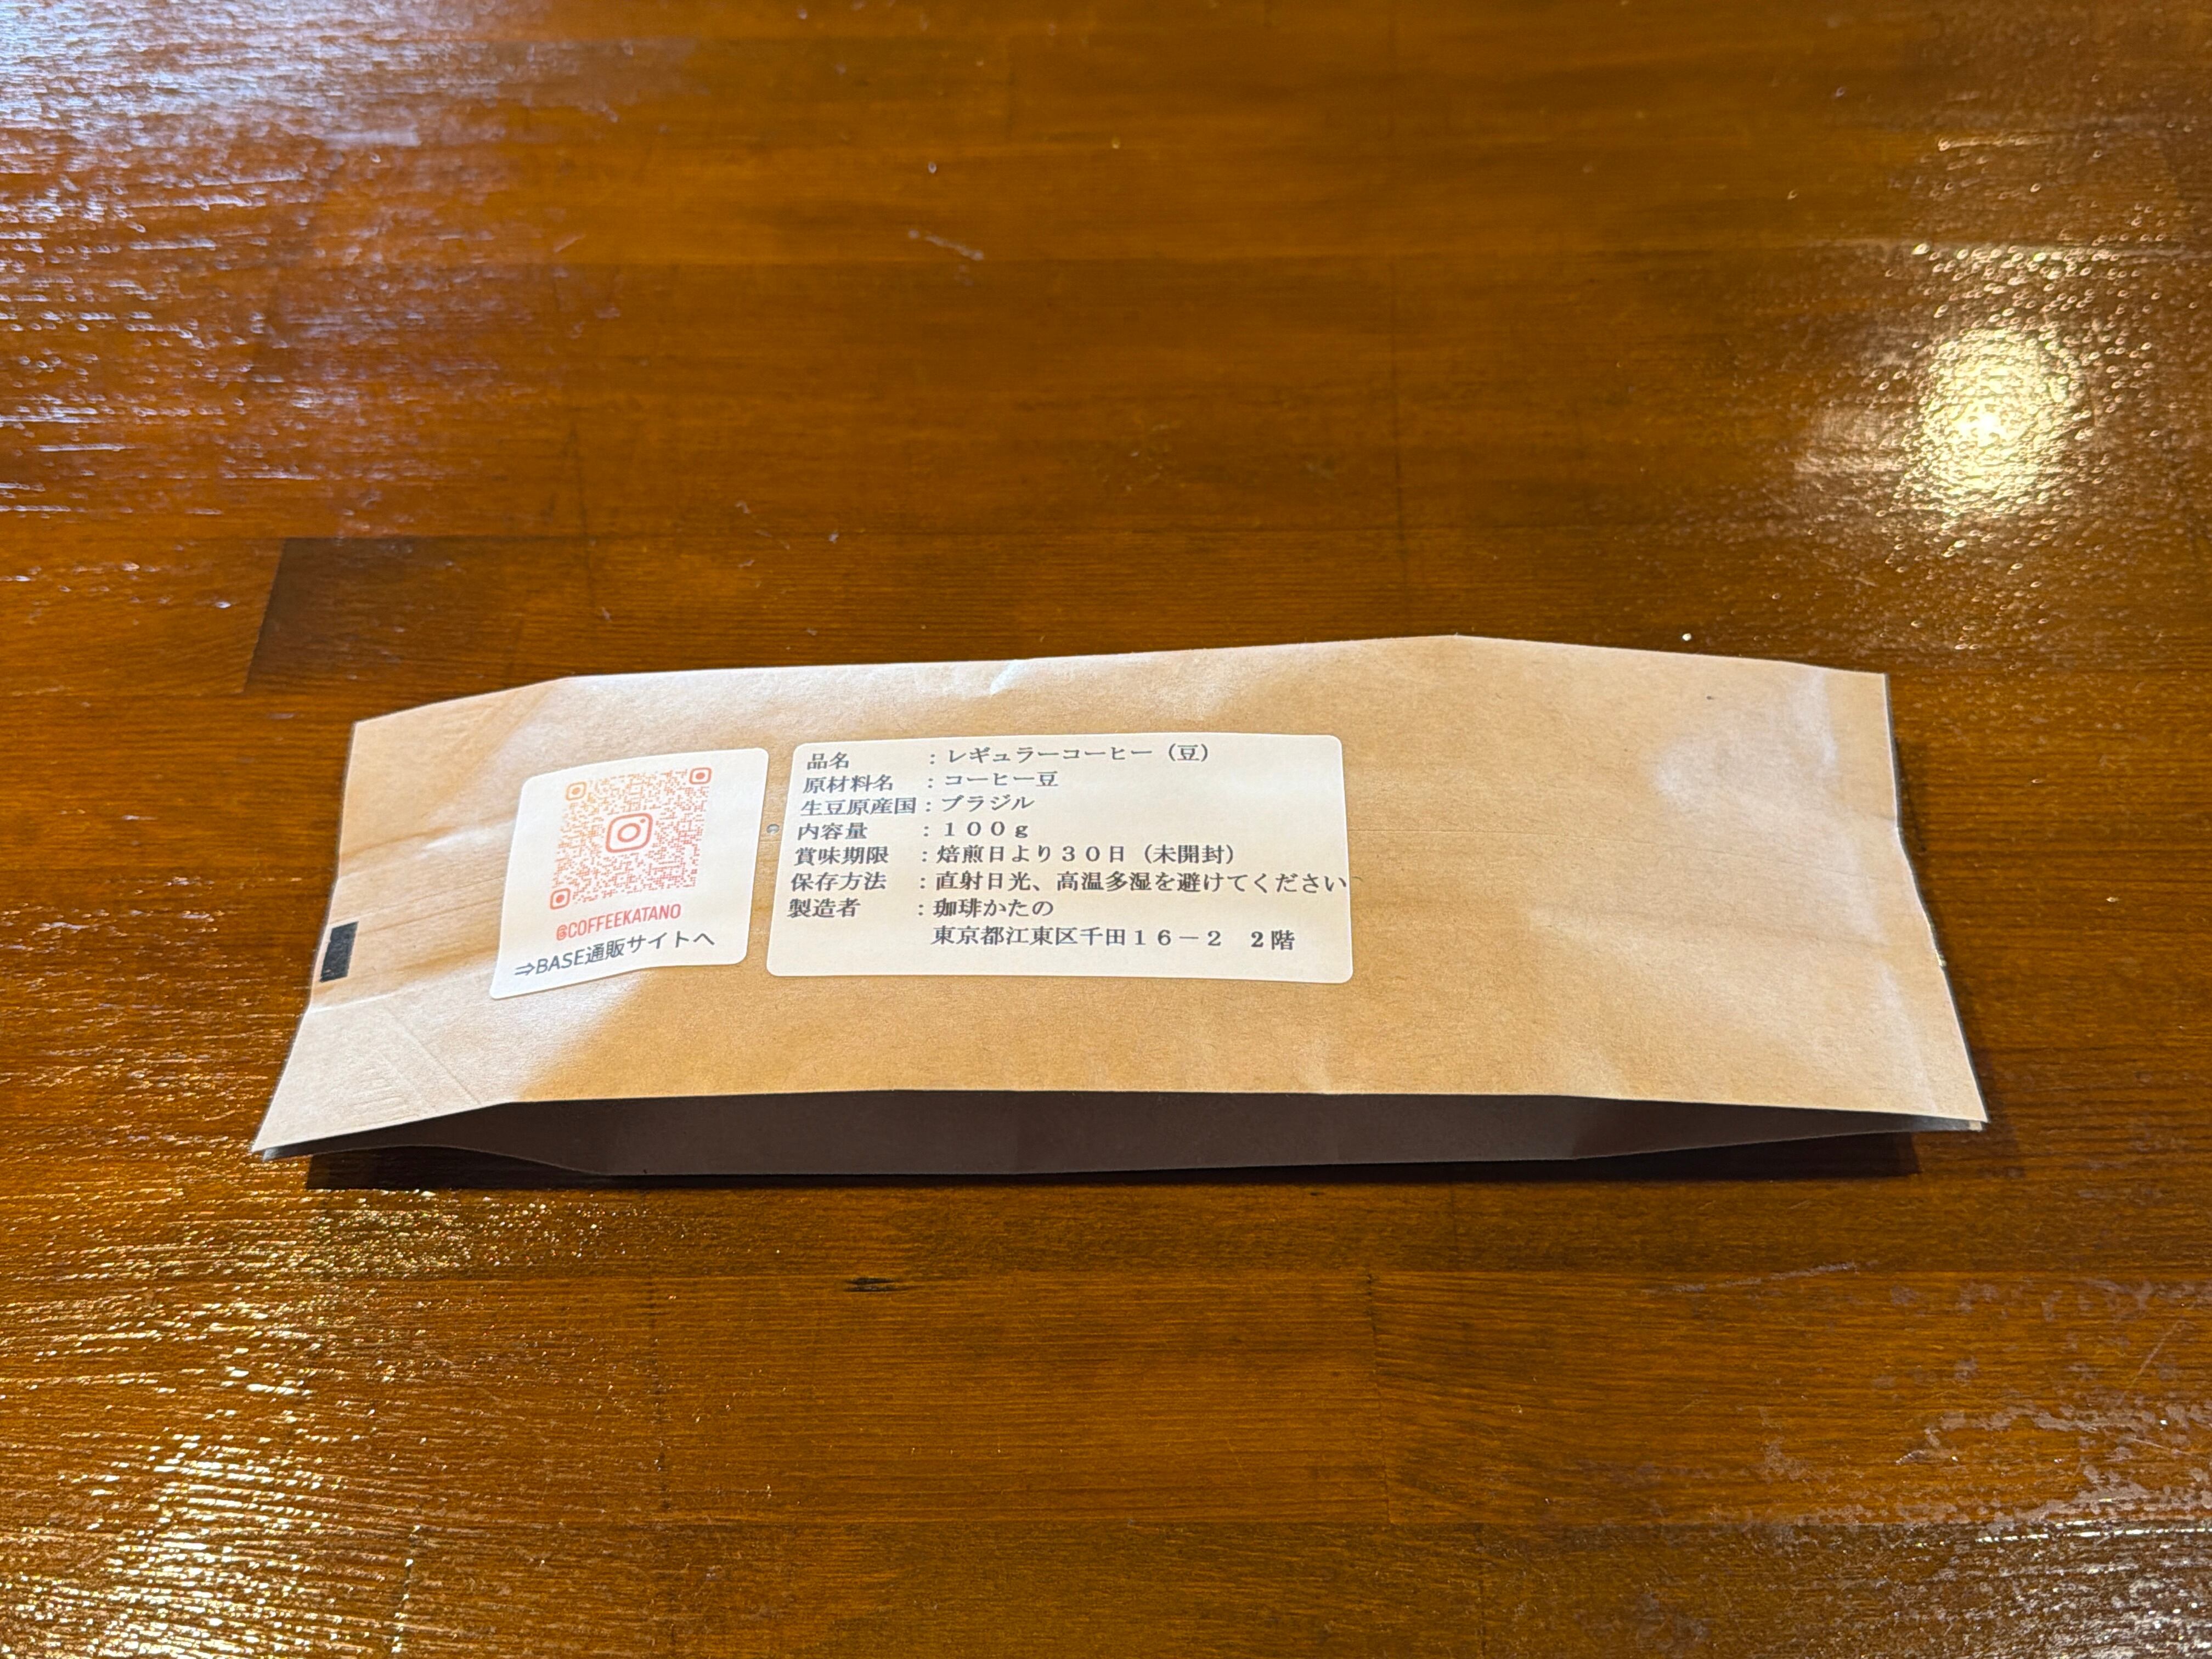 @COFFEEKATANO
⇒BASE通販サイトへ
品名　　　：レギュラーコーヒー（豆）
原材料名　：コーヒー豆
生豆原産国：ブラジル
内容量　　：１００ｇ
賞味期限　：焙煎日より３０日（未開封）
保存方法　：直射日光、高温多湿を避けてください
製造者　　：珈琲かたの
東京都江東区千田１６－２　２階